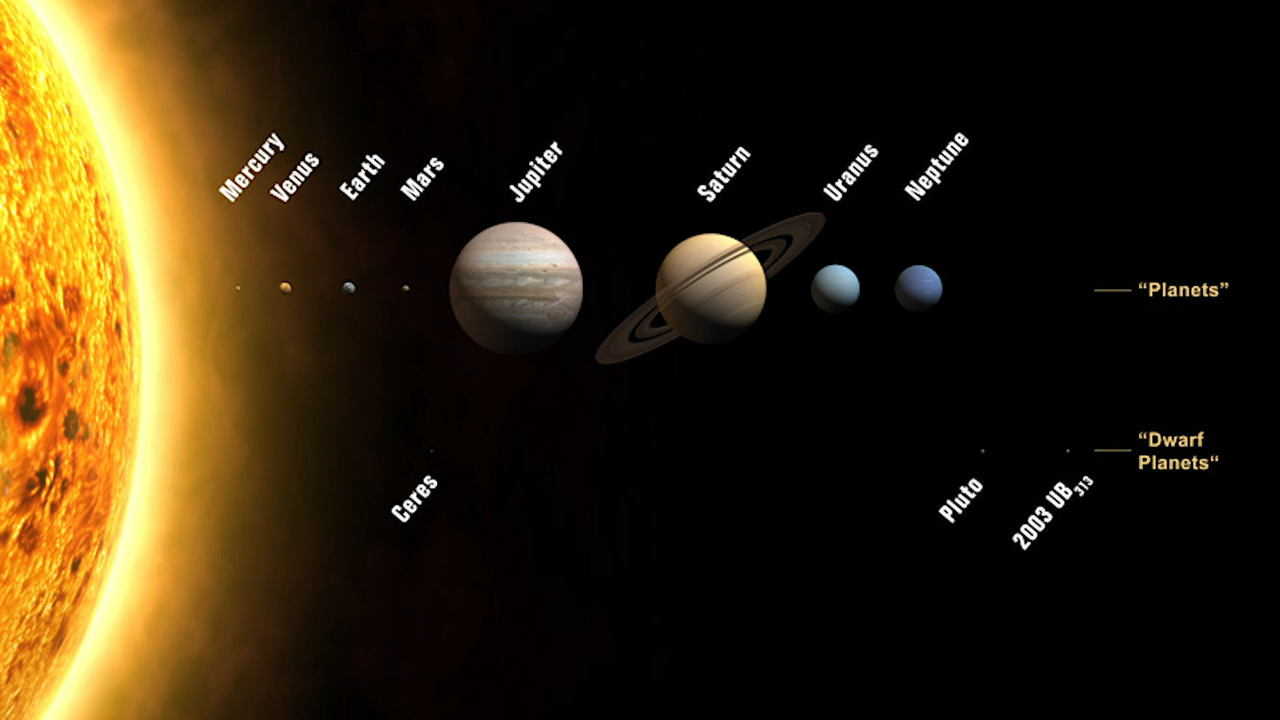 Mercury
Venus
Earth
Mars
Jupiter
Saturn
Uranus
Neptune
“Planets”
Ceres
Pluto
2003 UB313
“Dwarf
Planets“